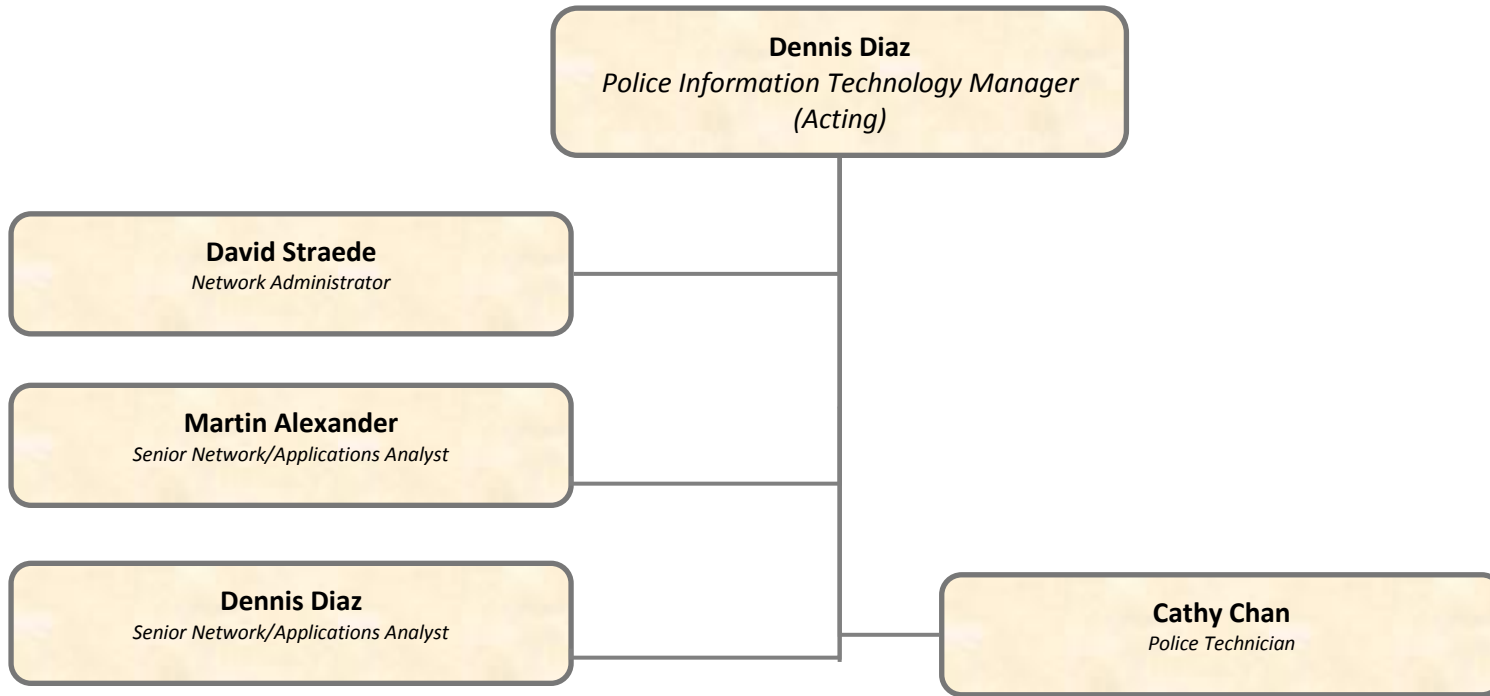 Dennis Diaz
Police Information Technology Manager
(Acting)
David Straede
Network Administrator
Martin Alexander
Senior Network/Applications Analyst
Dennis Diaz
Senior Network/Applications Analyst
Cathy Chan
Police Technician